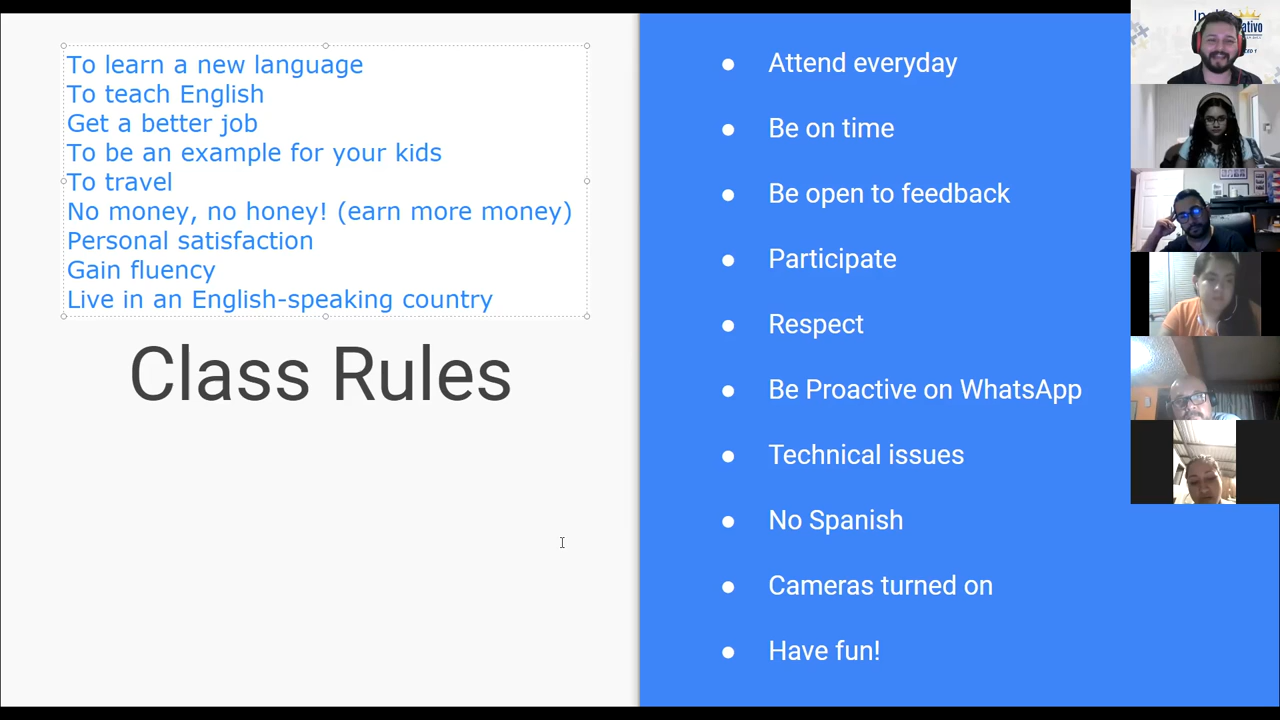 To learn a new language
To teach English
Get a better job
To be an example for your kids
To travel
No money, no honey! (earn more money)
Personal satisfaction
Gain fluency
Live in an English-speaking country
Class Rules
● Attend everyday
● Be on time
● Be open to feedback
● Participate
● Respect
● Be Proactive on WhatsApp
● Technical issues
● No Spanish
● Cameras turned on
● Have fun!